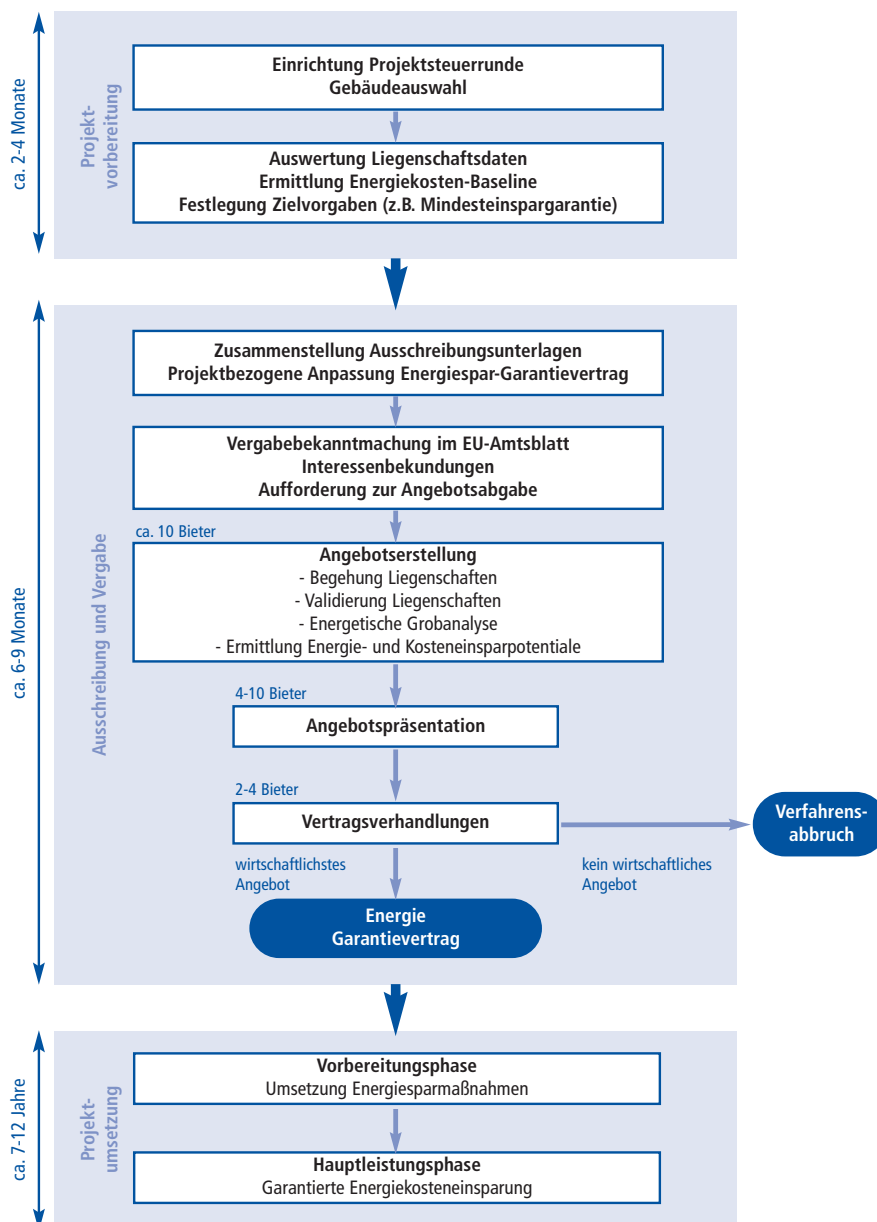 ca. 2-4 Monate
Projekt-
vorbereitung
Einrichtung Projektsteuerrunde
Gebäudeauswahl
Auswertung Liegenschaftsdaten
Ermittlung Energiekosten-Baseline
Festlegung Zielvorgaben (z.B. Mindesteinspargarantie)
ca. 6-9 Monate
Ausschreibung und Vergabe
Zusammenstellung Ausschreibungsunterlagen
Projektbezogene Anpassung Energiespar-Garantievertrag
Vergabebekanntmachung im EU-Amtsblatt
Interessenbekundungen
Aufforderung zur Angebotsabgabe
ca. 10 Bieter
Angebotserstellung
- Begehung Liegenschaften
- Validierung Liegenschaften
- Energetische Grobanalyse
- Ermittlung Energie- und Kosteneinsparpotentiale
4-10 Bieter
Angebotspräsentation
2-4 Bieter
Vertragsverhandlungen
Verfahrens-
abbruch
wirtschaftlichstes
Angebot
kein wirtschaftliches
Angebot
Energie
Garantievertrag
ca. 7-12 Jahre
Projekt-
umsetzung
Vorbereitungsphase
Umsetzung Energiesparmaßnahmen
Hauptleistungsphase
Garantierte Energiekosteneinsparung